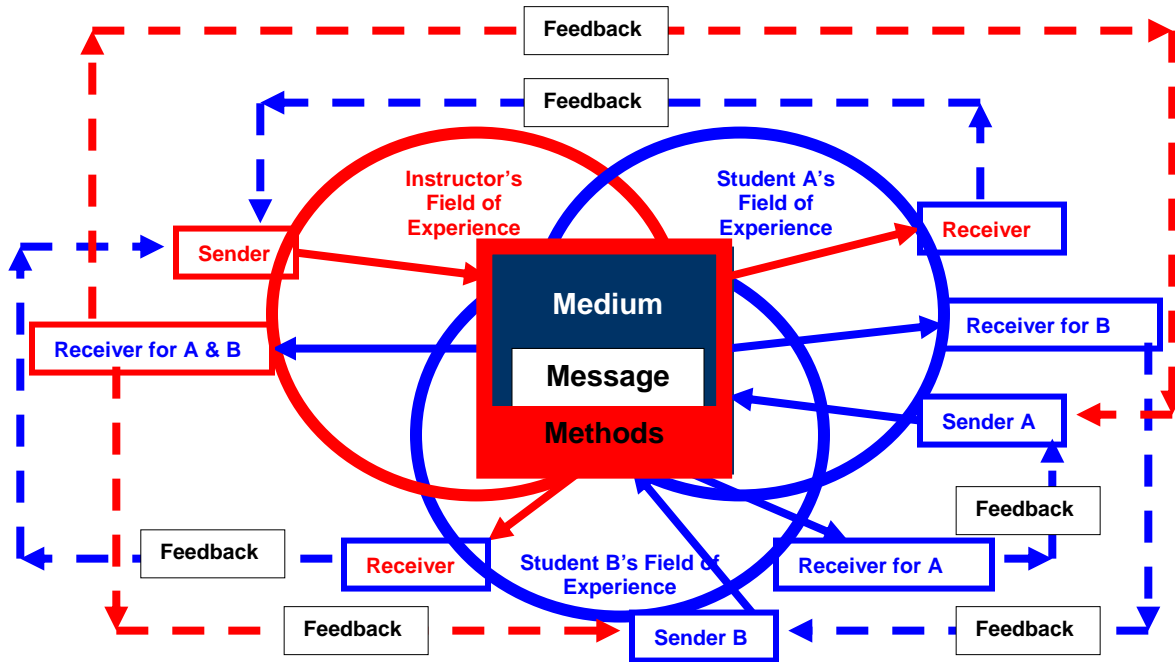 Feedback
Feedback
Instructor’s
Field of
Experience
Student A’s
Field of
Experience
Sender
Receiver
Medium
Receiver for A & B
Receiver for B
Message
Sender A
Methods
Feedback
Feedback
Receiver
Student B’s Field of
Experience
Receiver for A
Feedback
Sender B
Feedback